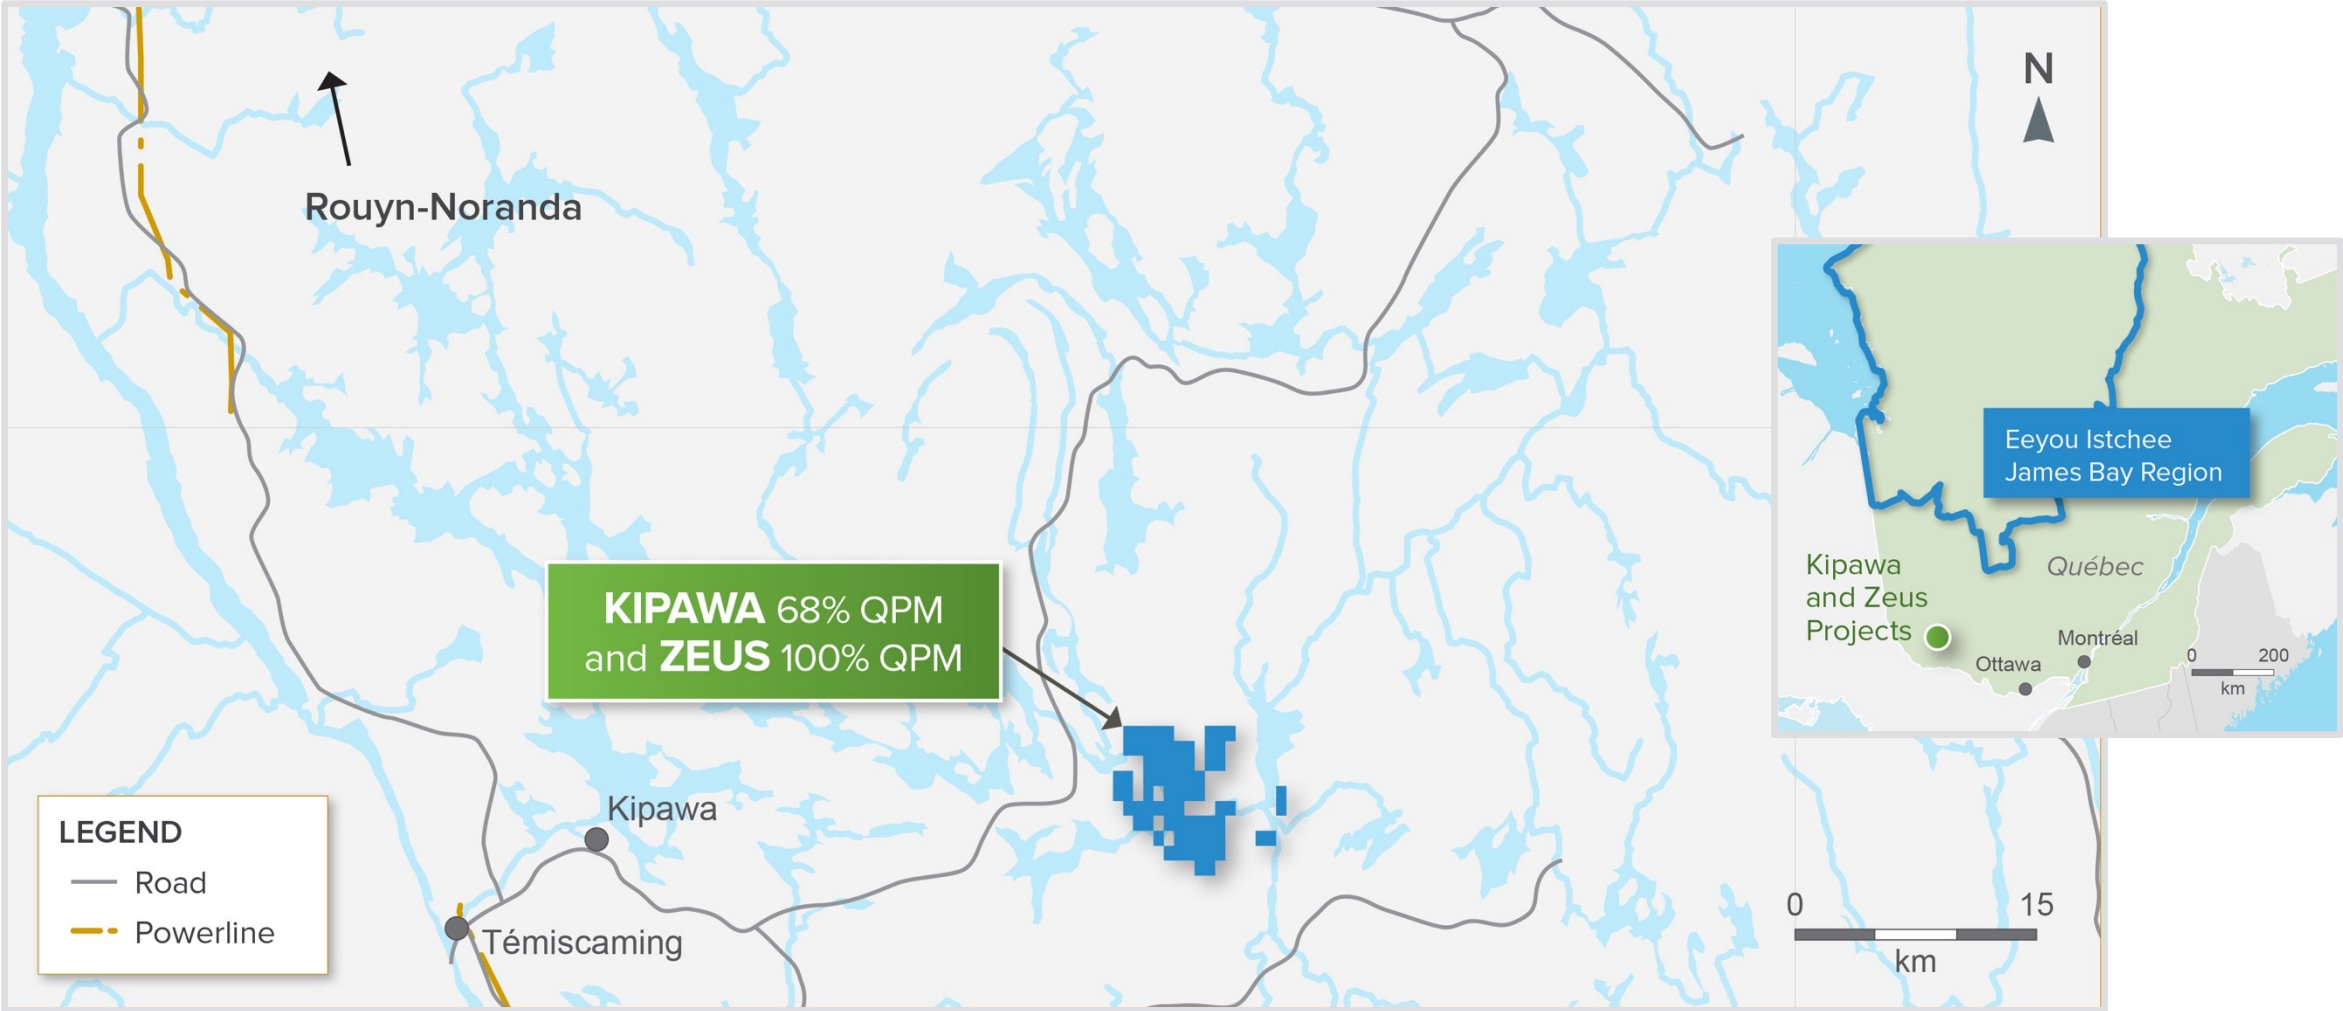 N
Rouyn-Noranda
KIPAWA 68% QPM
and ZEUS 100% QPM
Kipawa
Témiscaming
LEGEND
Road
Powerline
0 15
km
Eeyou Istchee
James Bay Region
Québec
Kipawa
and Zeus
Projects
Montréal
Ottawa
0 200
km